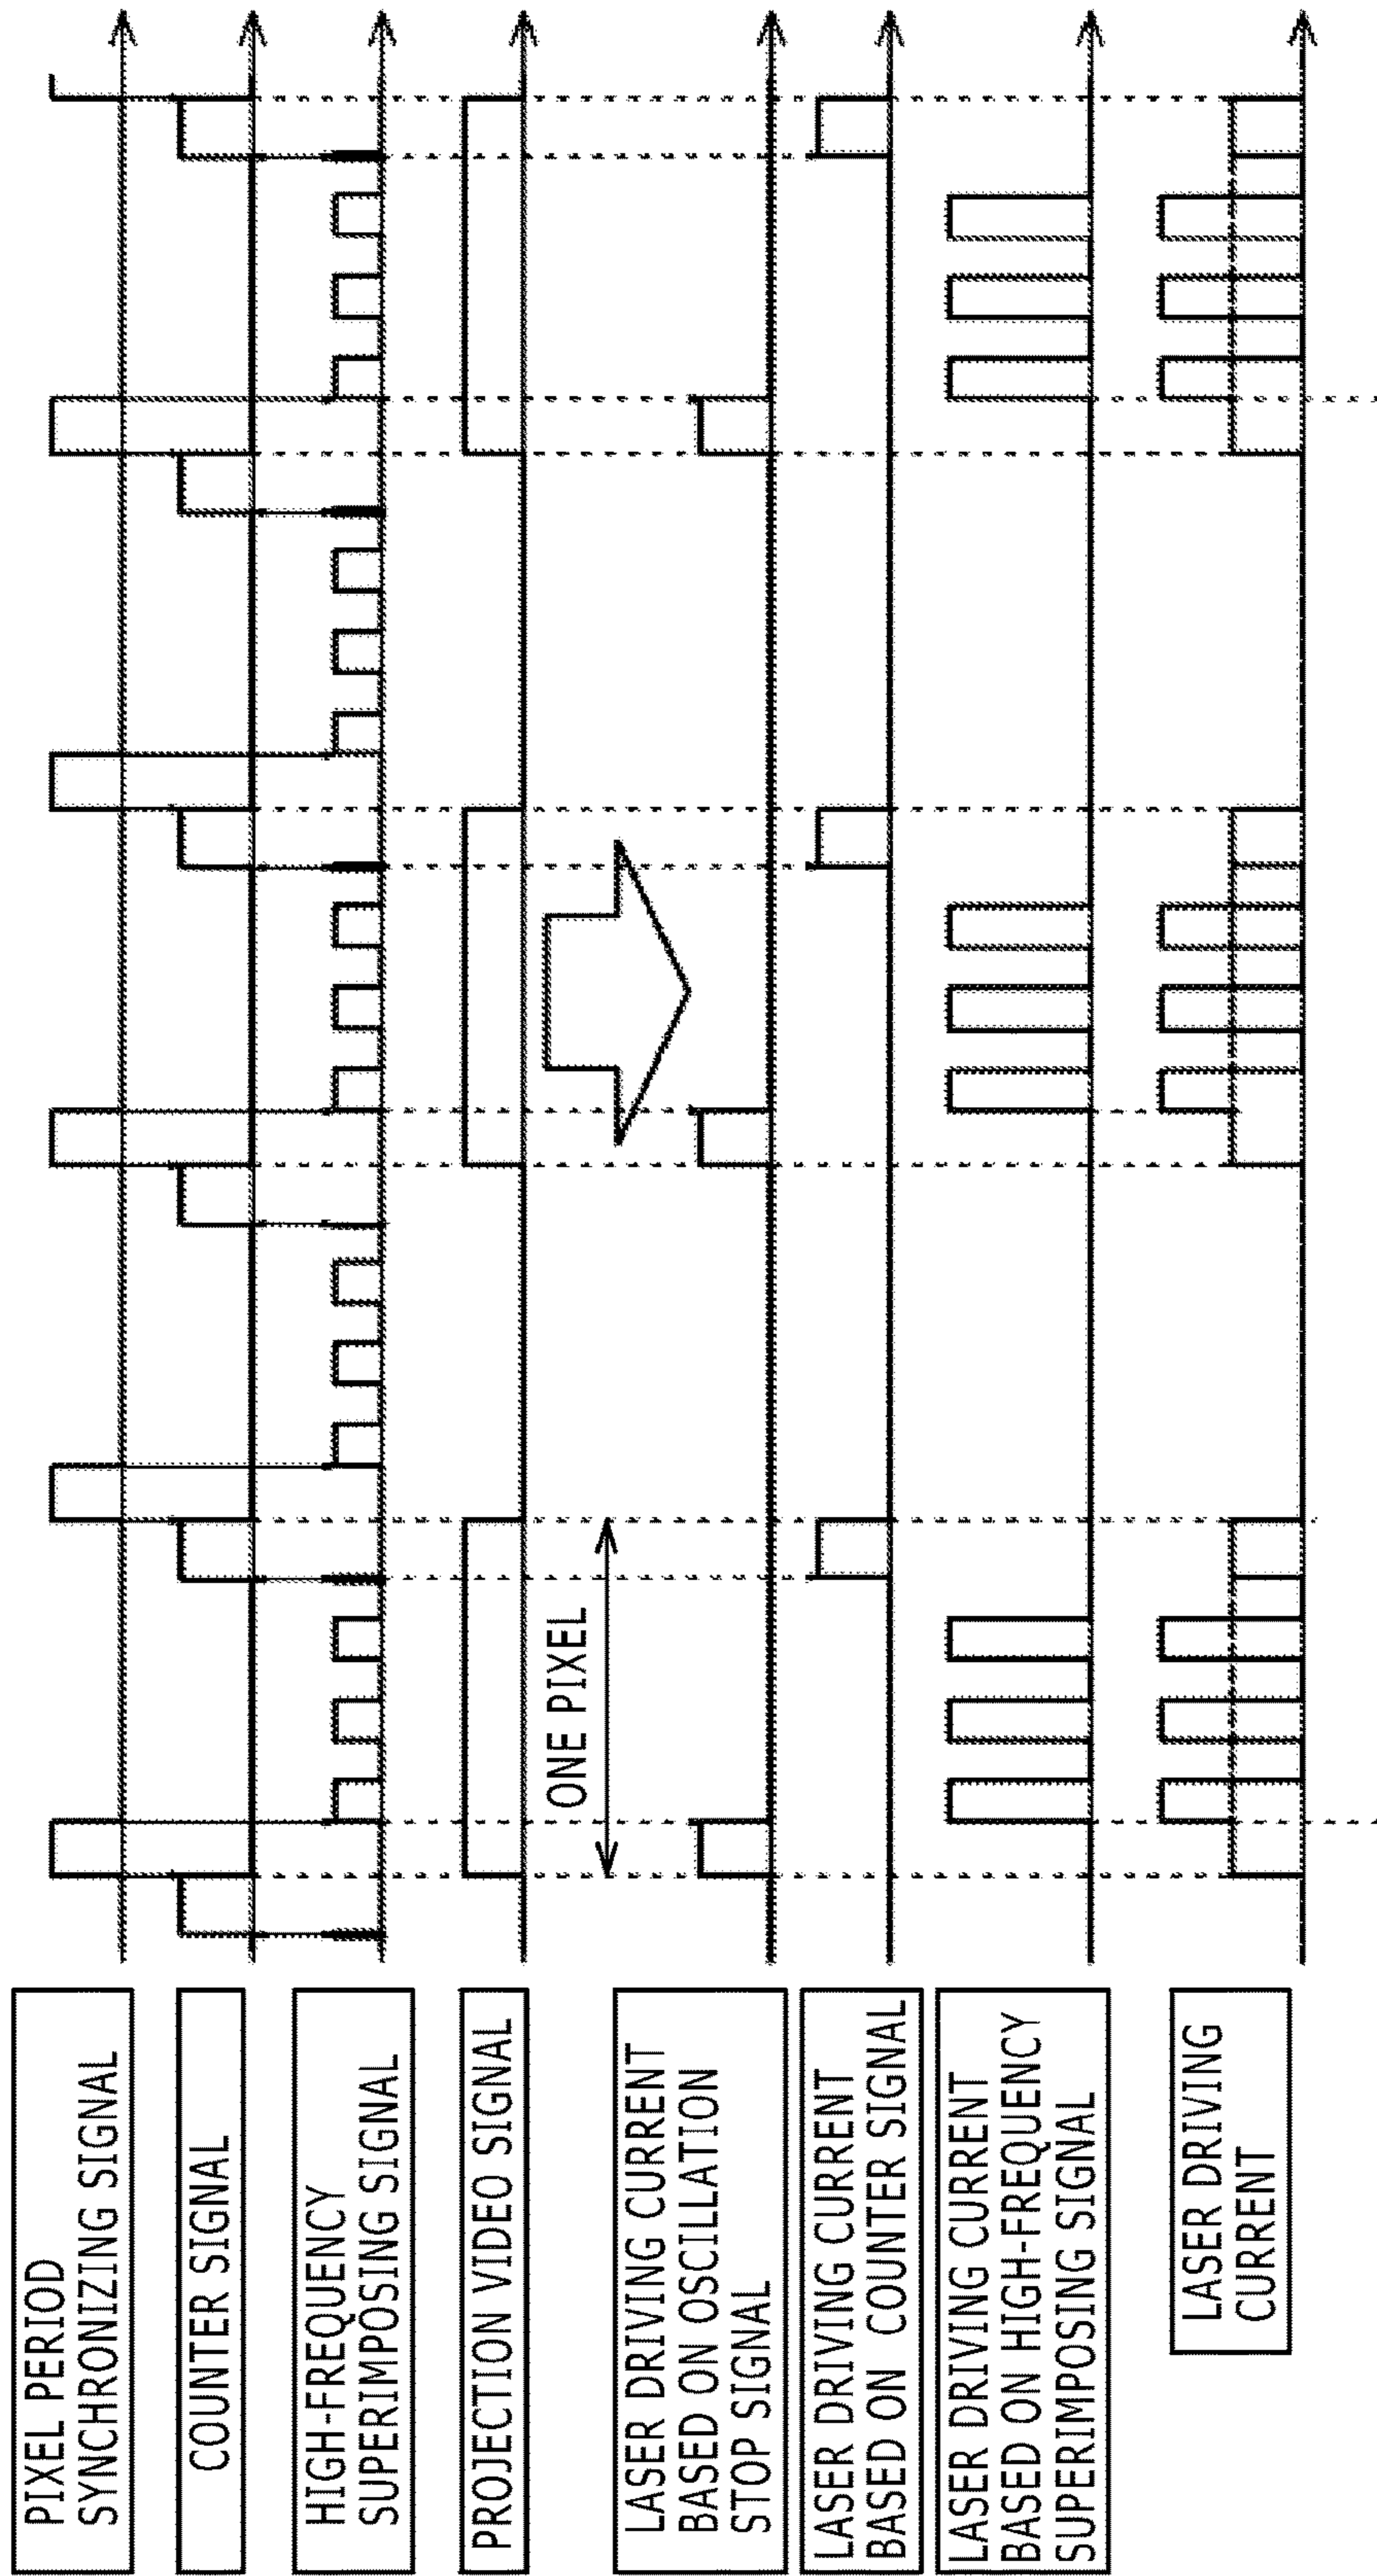 PIXEL PERIOD
SYNCHRONIZING SIGNAL
COUNTER SIGNAL
HIGH-FREQUENCY
SUPERIMPOSING SIGNAL
PROJECTION VIDEO SIGNAL
ONE PIXEL
LASER DRIVING CURRENT
BASED ON OSCILLATION
STOP SIGNAL
LASER DRIVING CURRENT
BASED ON COUNTER SIGNAL
LASER DRIVING CURRENT
BASED ON HIGH-FREQUENCY
SUPERIMPOSING SIGNAL
LASER DRIVING
CURRENT